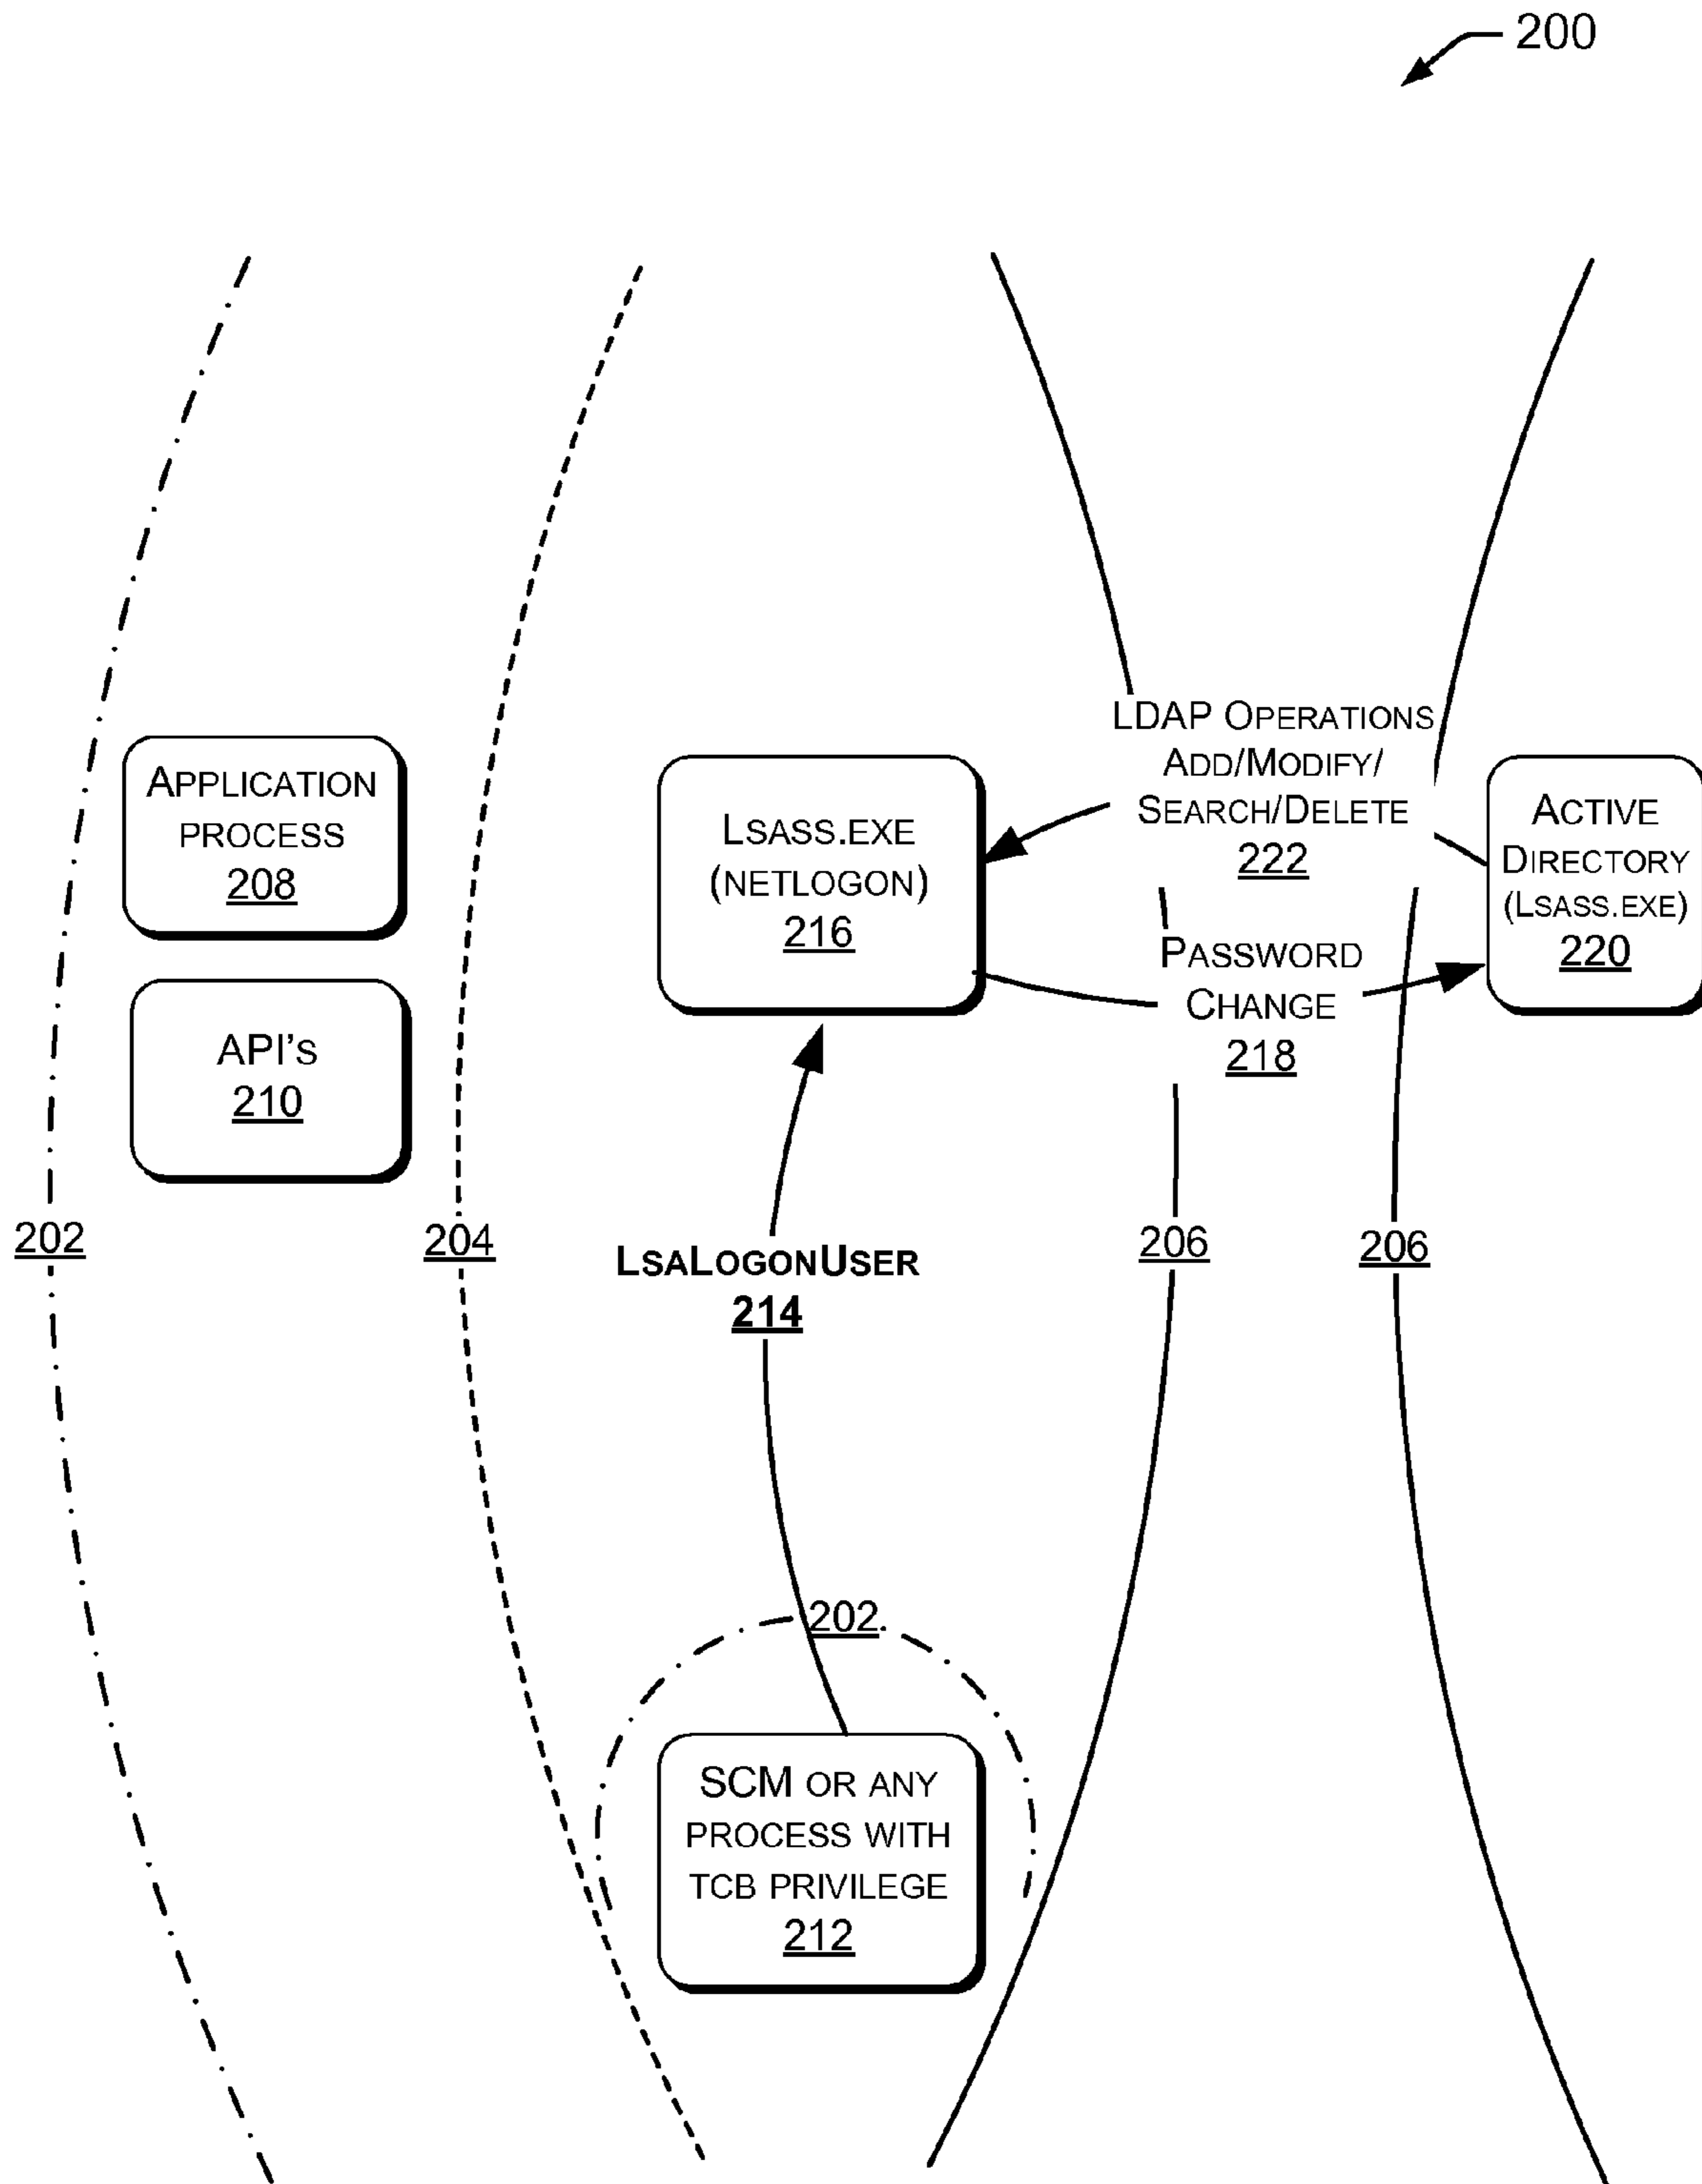 200
LDAP OPERATIONS
ADD/MODIFY/
SEARCH/DELETE
222
APPLICATION
PROCESS
208
LSASS.EXE
(NETLOGON)
216
ACTIVE
DIRECTORY
(LSASS.EXE)
220
PASSWORD
CHANGE
218
API'S
210
202
204
LSALOGONUSER
214
206
206
202
SCM OR ANY
PROCESS WITH
TCB PRIVILEGE
212